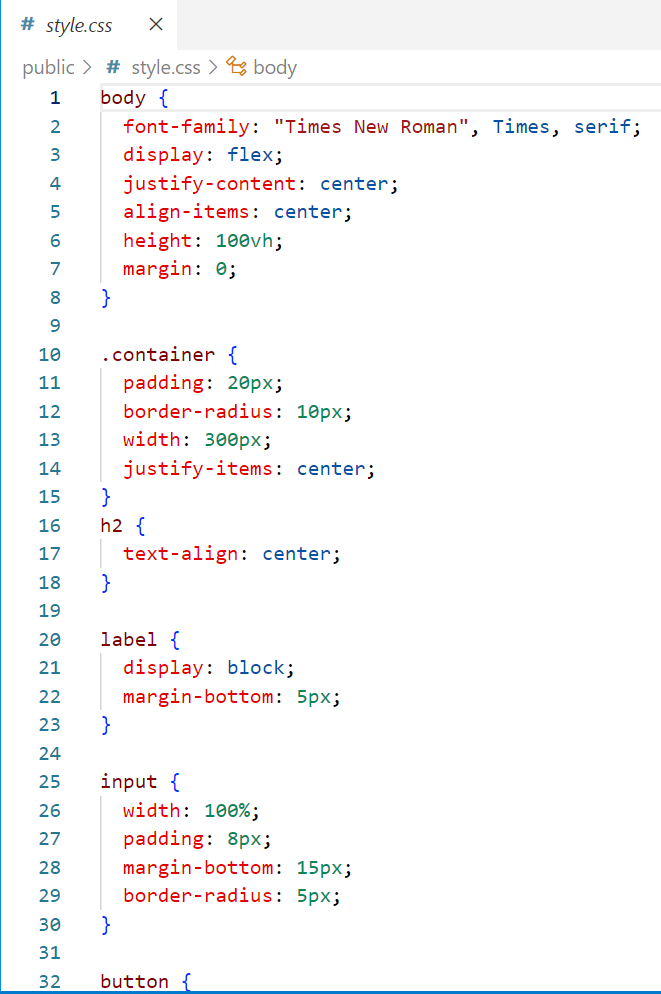 # style.css ×
public > # style.css > body
1 body {
2 font-family: "Times New Roman", Times, serif;
3 display: flex;
4 justify-content: center;
5 align-items: center;
6 height: 100vh;
7 margin: 0;
8 }
9
10 .container {
11 padding: 20px;
12 border-radius: 10px;
13 width: 300px;
14 justify-items: center;
15 }
16 h2 {
17 text-align: center;
18 }
19
20 label {
21 display: block;
22 margin-bottom: 5px;
23 }
24
25 input {
26 width: 100%;
27 padding: 8px;
28 margin-bottom: 15px;
29 border-radius: 5px;
30 }
31
32 button {